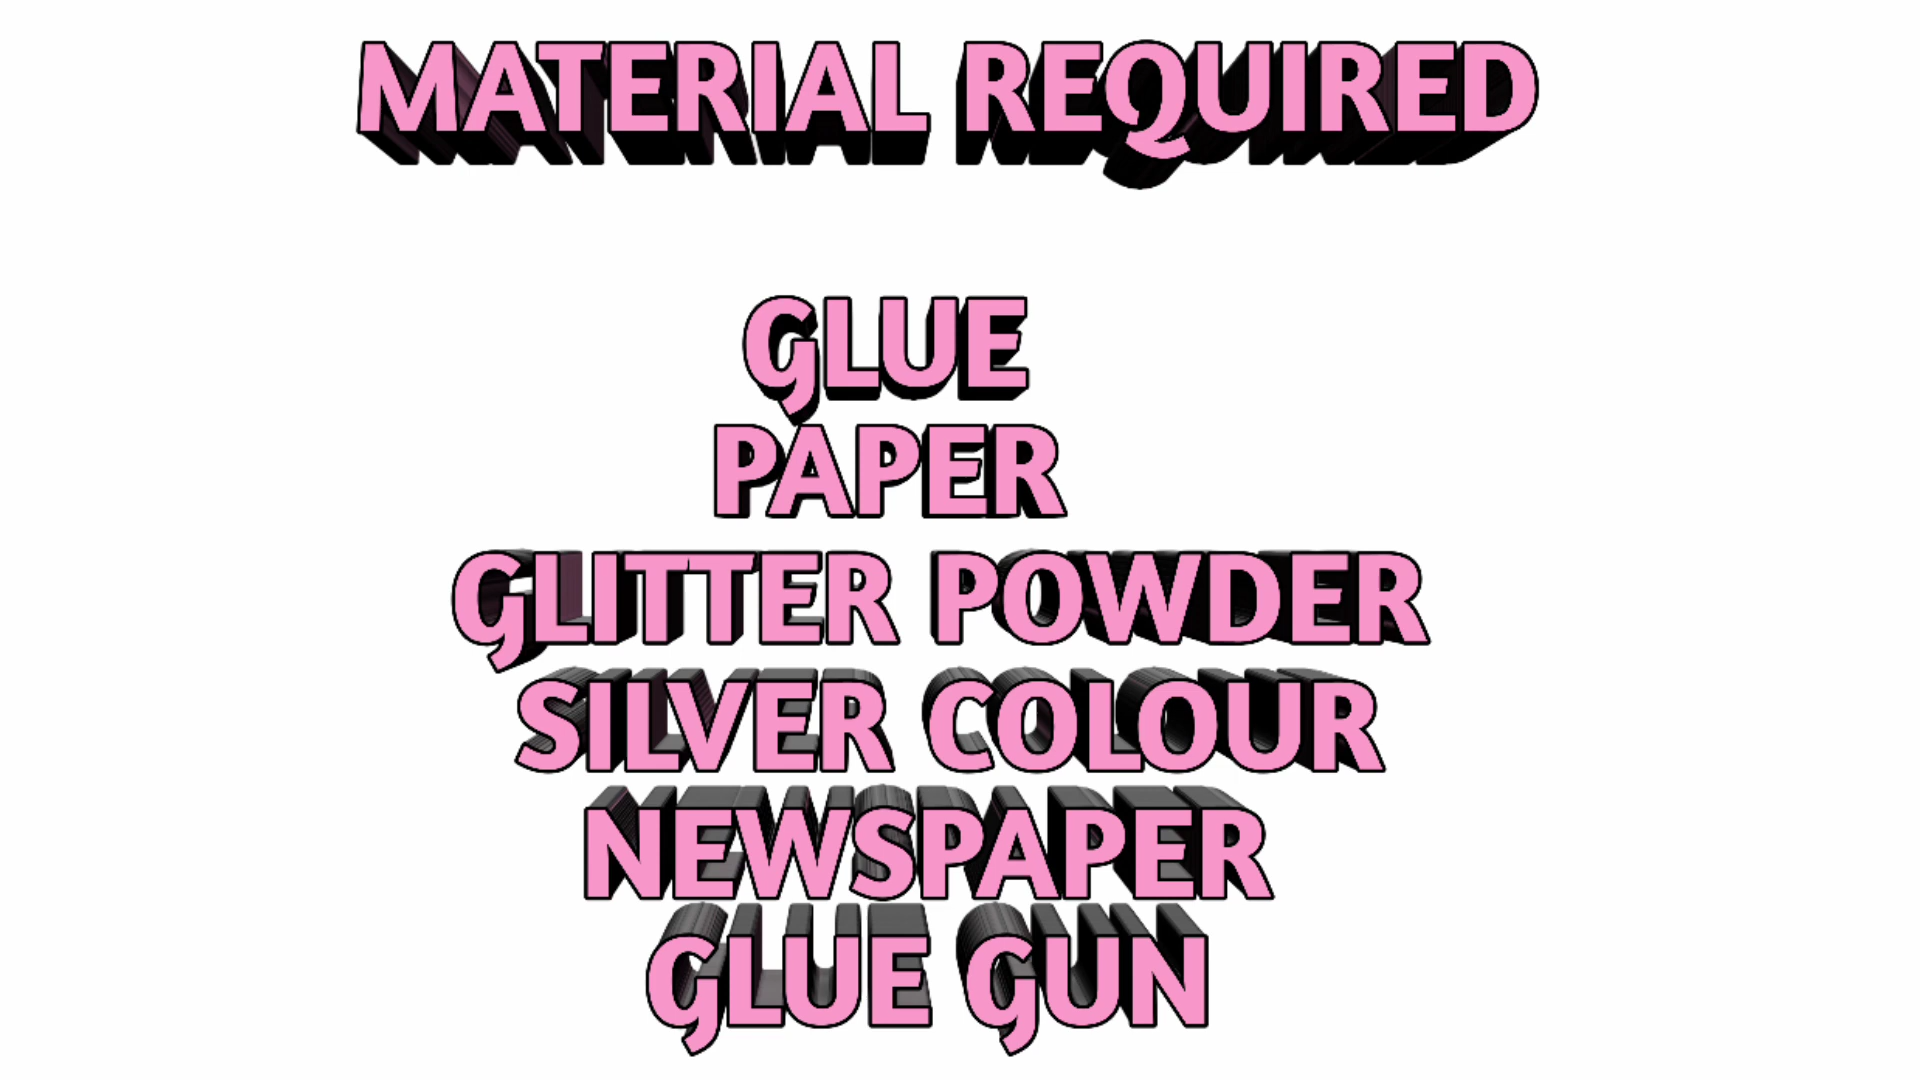 MATERIAL REQUIRED
GLUE
PAPER
GLITTER POWDER
SILVER COLOUR
NEWSPAPER
GLUE GUN